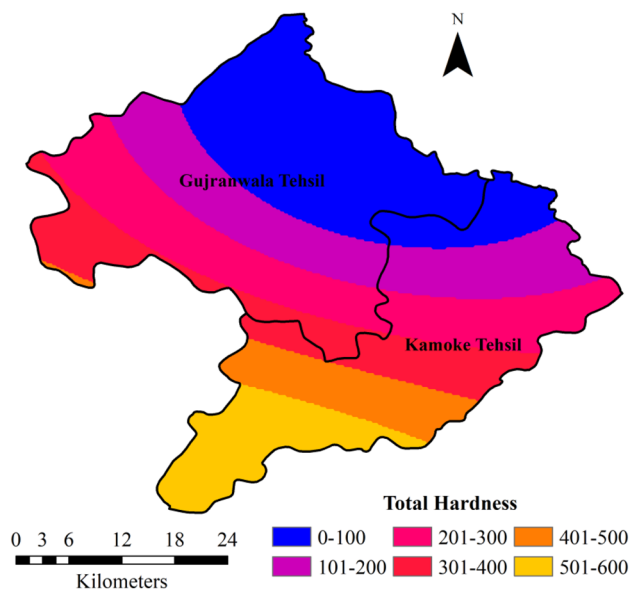 N
Gujranwala Tehsil
Kamoke Tehsil
Total Hardness
0 3 6 12 18 24
Kilometers
0-100 201-300 401-500
101-200 301-400 501-600